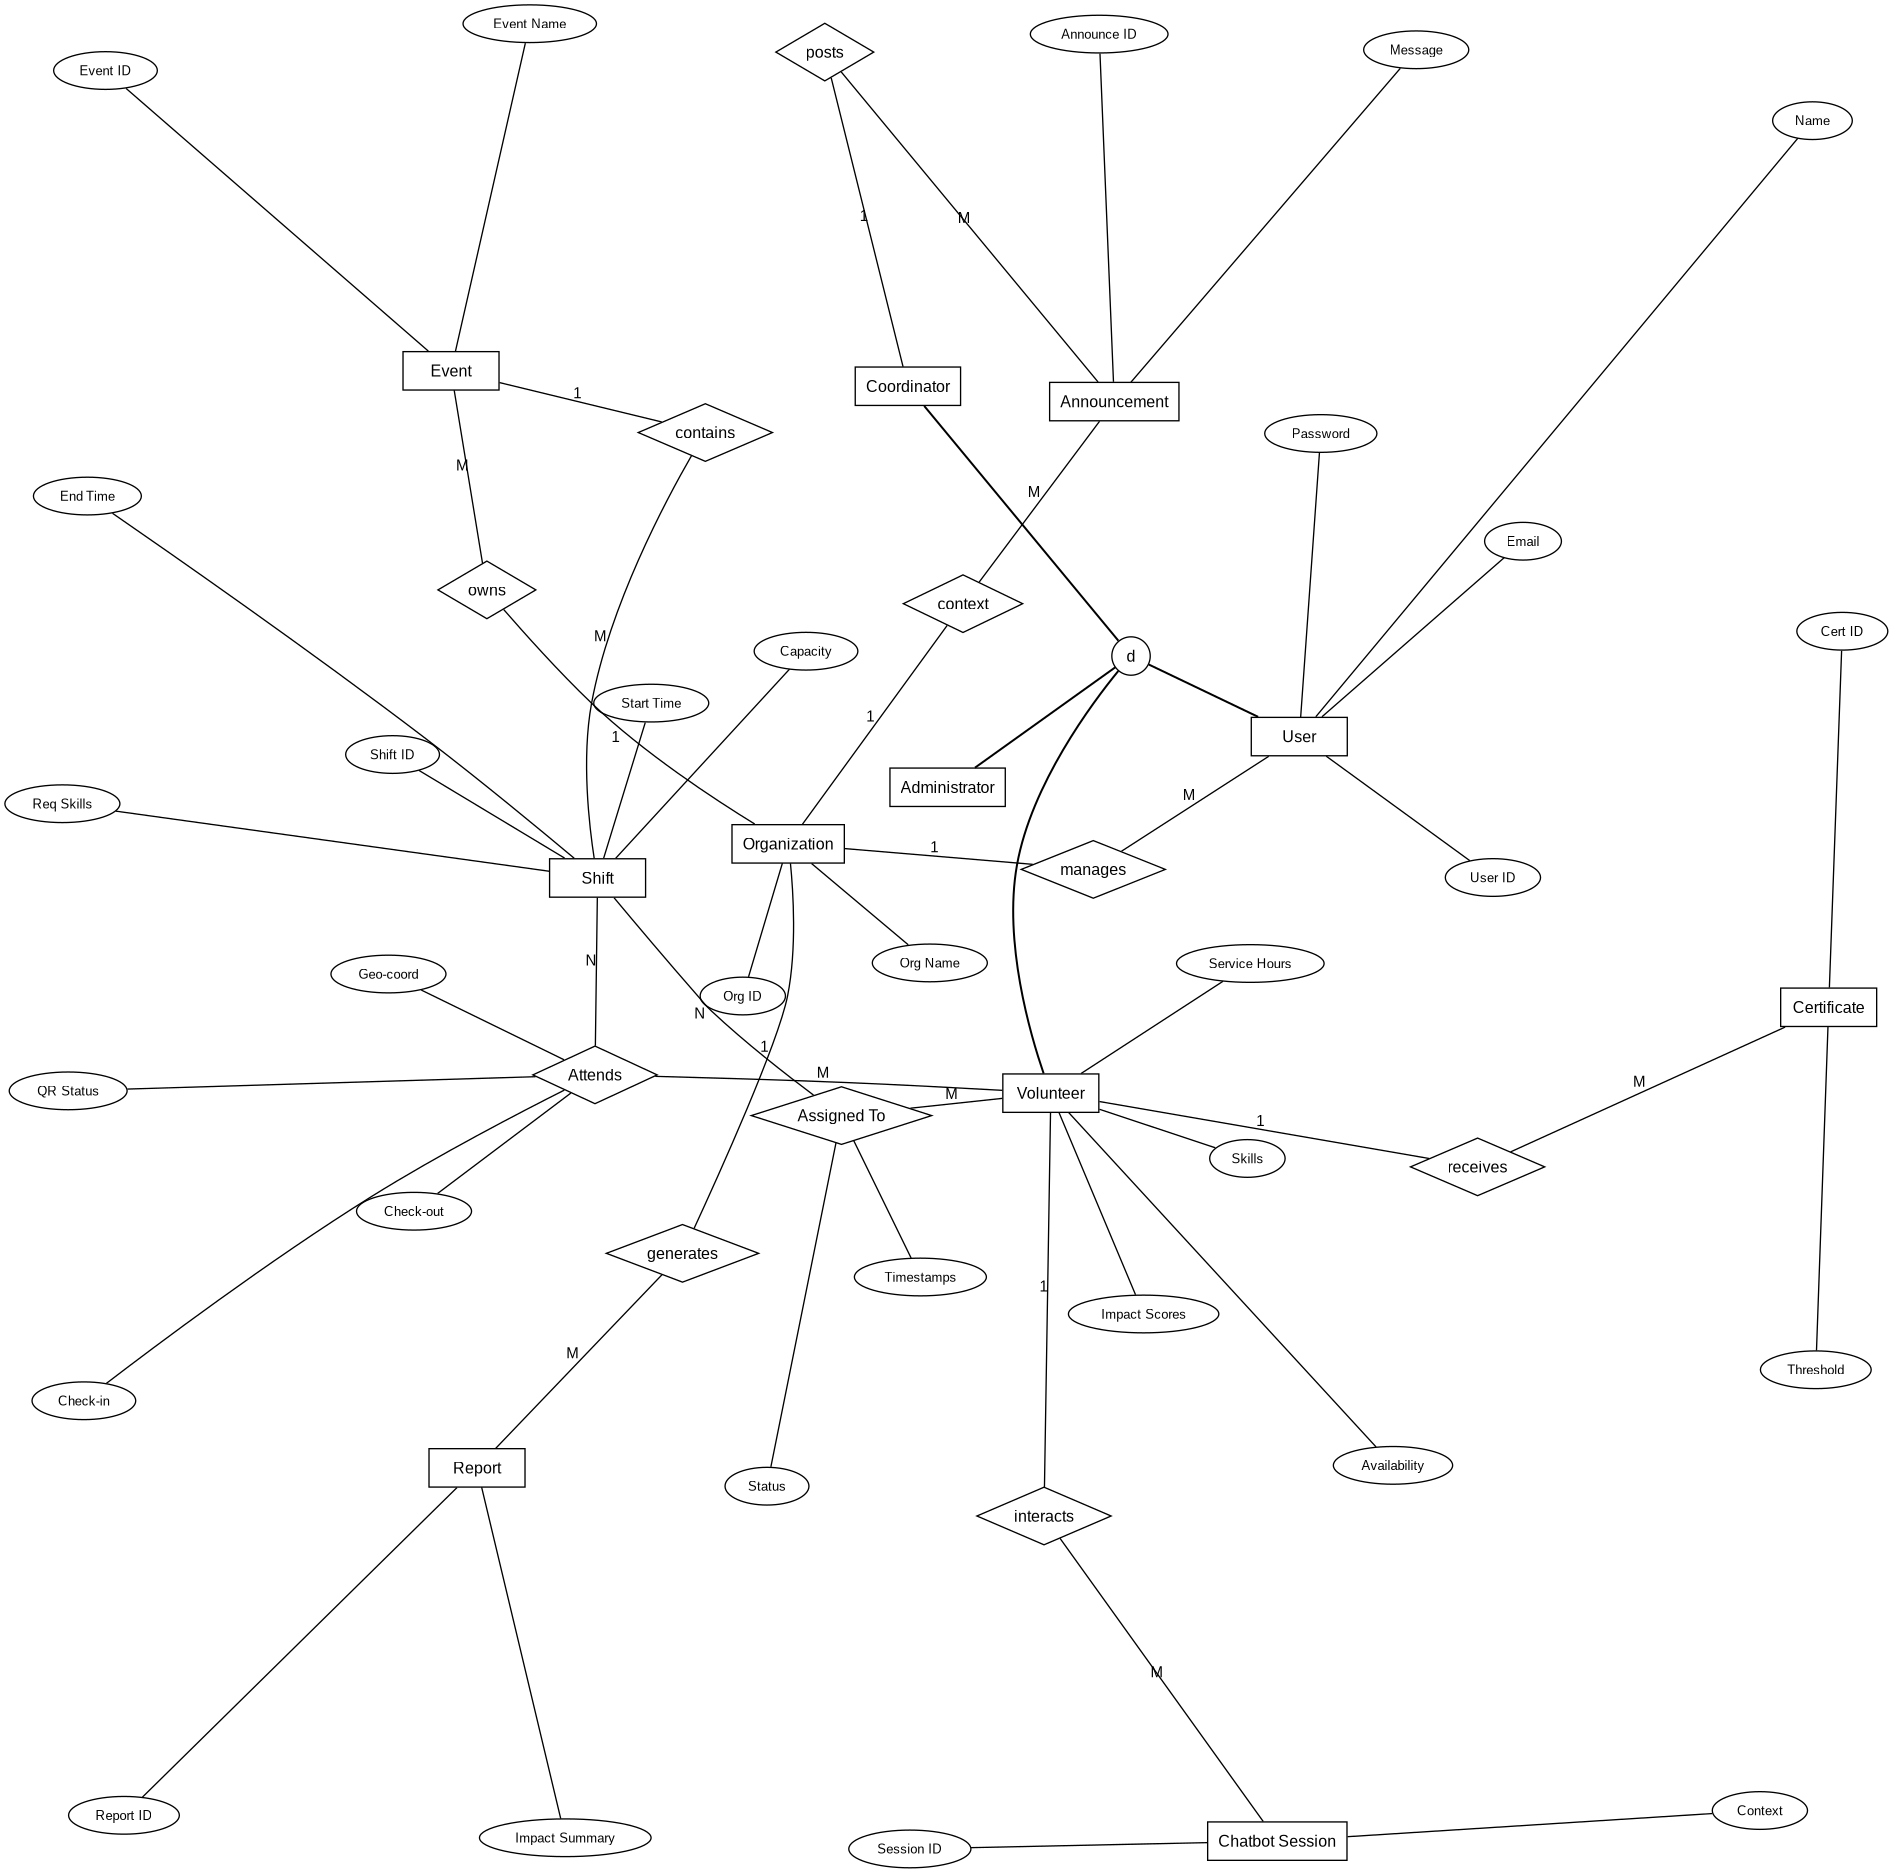 Event Name
Announce ID
posts
Message
Event ID
Name
1
M
Event
Coordinator
1
Announcement
contains
Password
M
M
End Time
Email
owns
context
Cert ID
M
Capacity
d
Start Time
1
1
User
Shift ID
Administrator
M
Req Skills
Organization
1
manages
Shift
User ID
N
Org Name
Service Hours
Geo-coord
Org ID
Certificate
N
1
Attends
M
M
QR Status
Volunteer
M
Assigned To
1
Skills
receives
Check-out
generates
Timestamps
1
Impact Scores
M
Threshold
Check-in
Report
Availability
Status
interacts
M
Context
Report ID
Impact Summary
Session ID
Chatbot Session